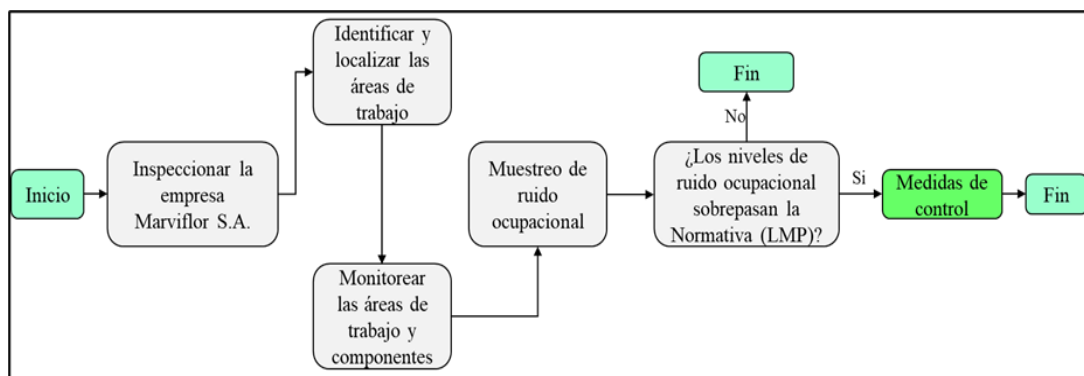 Inicio
Inspeccionar la
empresa
Marviflor S.A.
Identificar y
localizar las
áreas de
trabajo
Monitorear
las áreas de
trabajo y
componentes
Muestreo de
ruido
ocupacional
¿Los niveles de
ruido ocupacional
sobrepasan la
Normativa (LMP)?
No
Fin
Si
Medidas de
control
Fin